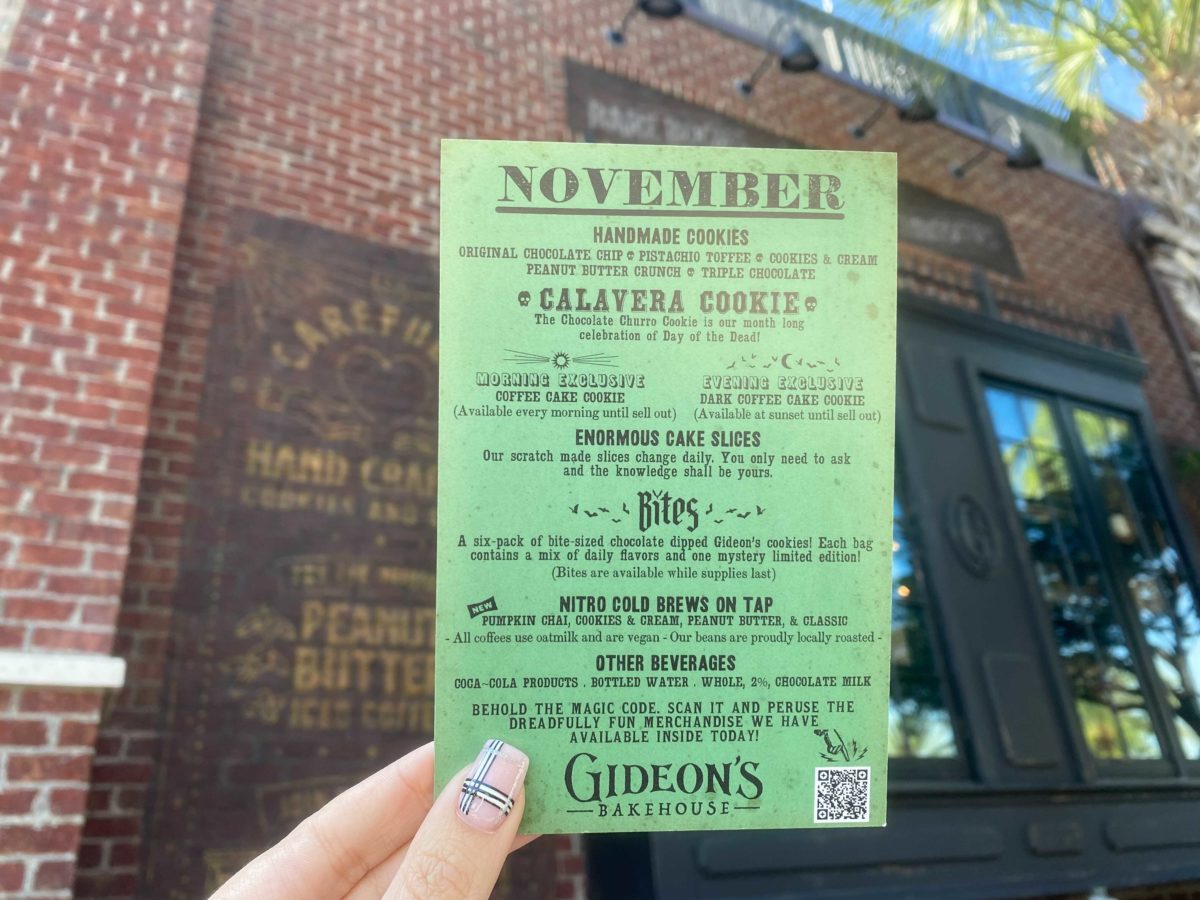 NOVEMBER
HANDMADE COOKIES
ORIGINAL CHOCOLATE CHIP PISTACHIO TOFFEE COOKIES & CREAM
PEANUT BUTTER CRUNCH TRIPLE CHOCOLATE
CALAVERA COOKIE
The Chocolate Churro Cookie is our month long
celebration of Day of the Dead!
MORNING EXCLUSIVE
COFFEE CAKE COOKIE
(Available every morning until sell out)
EVENING EXCLUSIVE
DARK COFFEE CAKE COOKIE
(Available at sunset until sell out)
ENORMOUS CAKE SLICES
Our scratch made slices change daily. You only need to ask
and the knowledge shall be yours.
Bites
A six-pack of bite-sized chocolate dipped Gideon's cookies! Each bag
contains a mix of daily flavors and one mystery limited edition!
(Bites are available while supplies last)
NEW
NITRO COLD BREWS ON TAP
PUMPKIN CHAI, COOKIES & CREAM, PEANUT BUTTER, & CLASSIC
- All coffees use oatmilk and are vegan - Our beans are proudly locally roasted -
OTHER BEVERAGES
COCA~COLA PRODUCTS . BOTTLED WATER . WHOLE, 2%, CHOCOLATE MILK
BEHOLD THE MAGIC CODE. SCAN IT AND PERUSE THE
DREADFULLY FUN MERCHANDISE WE HAVE
AVAILABLE INSIDE TODAY!
GIDEON'S
BAKEHOUSE
HAND
COOKIES AND
PEANUT
BUTTER
ICED